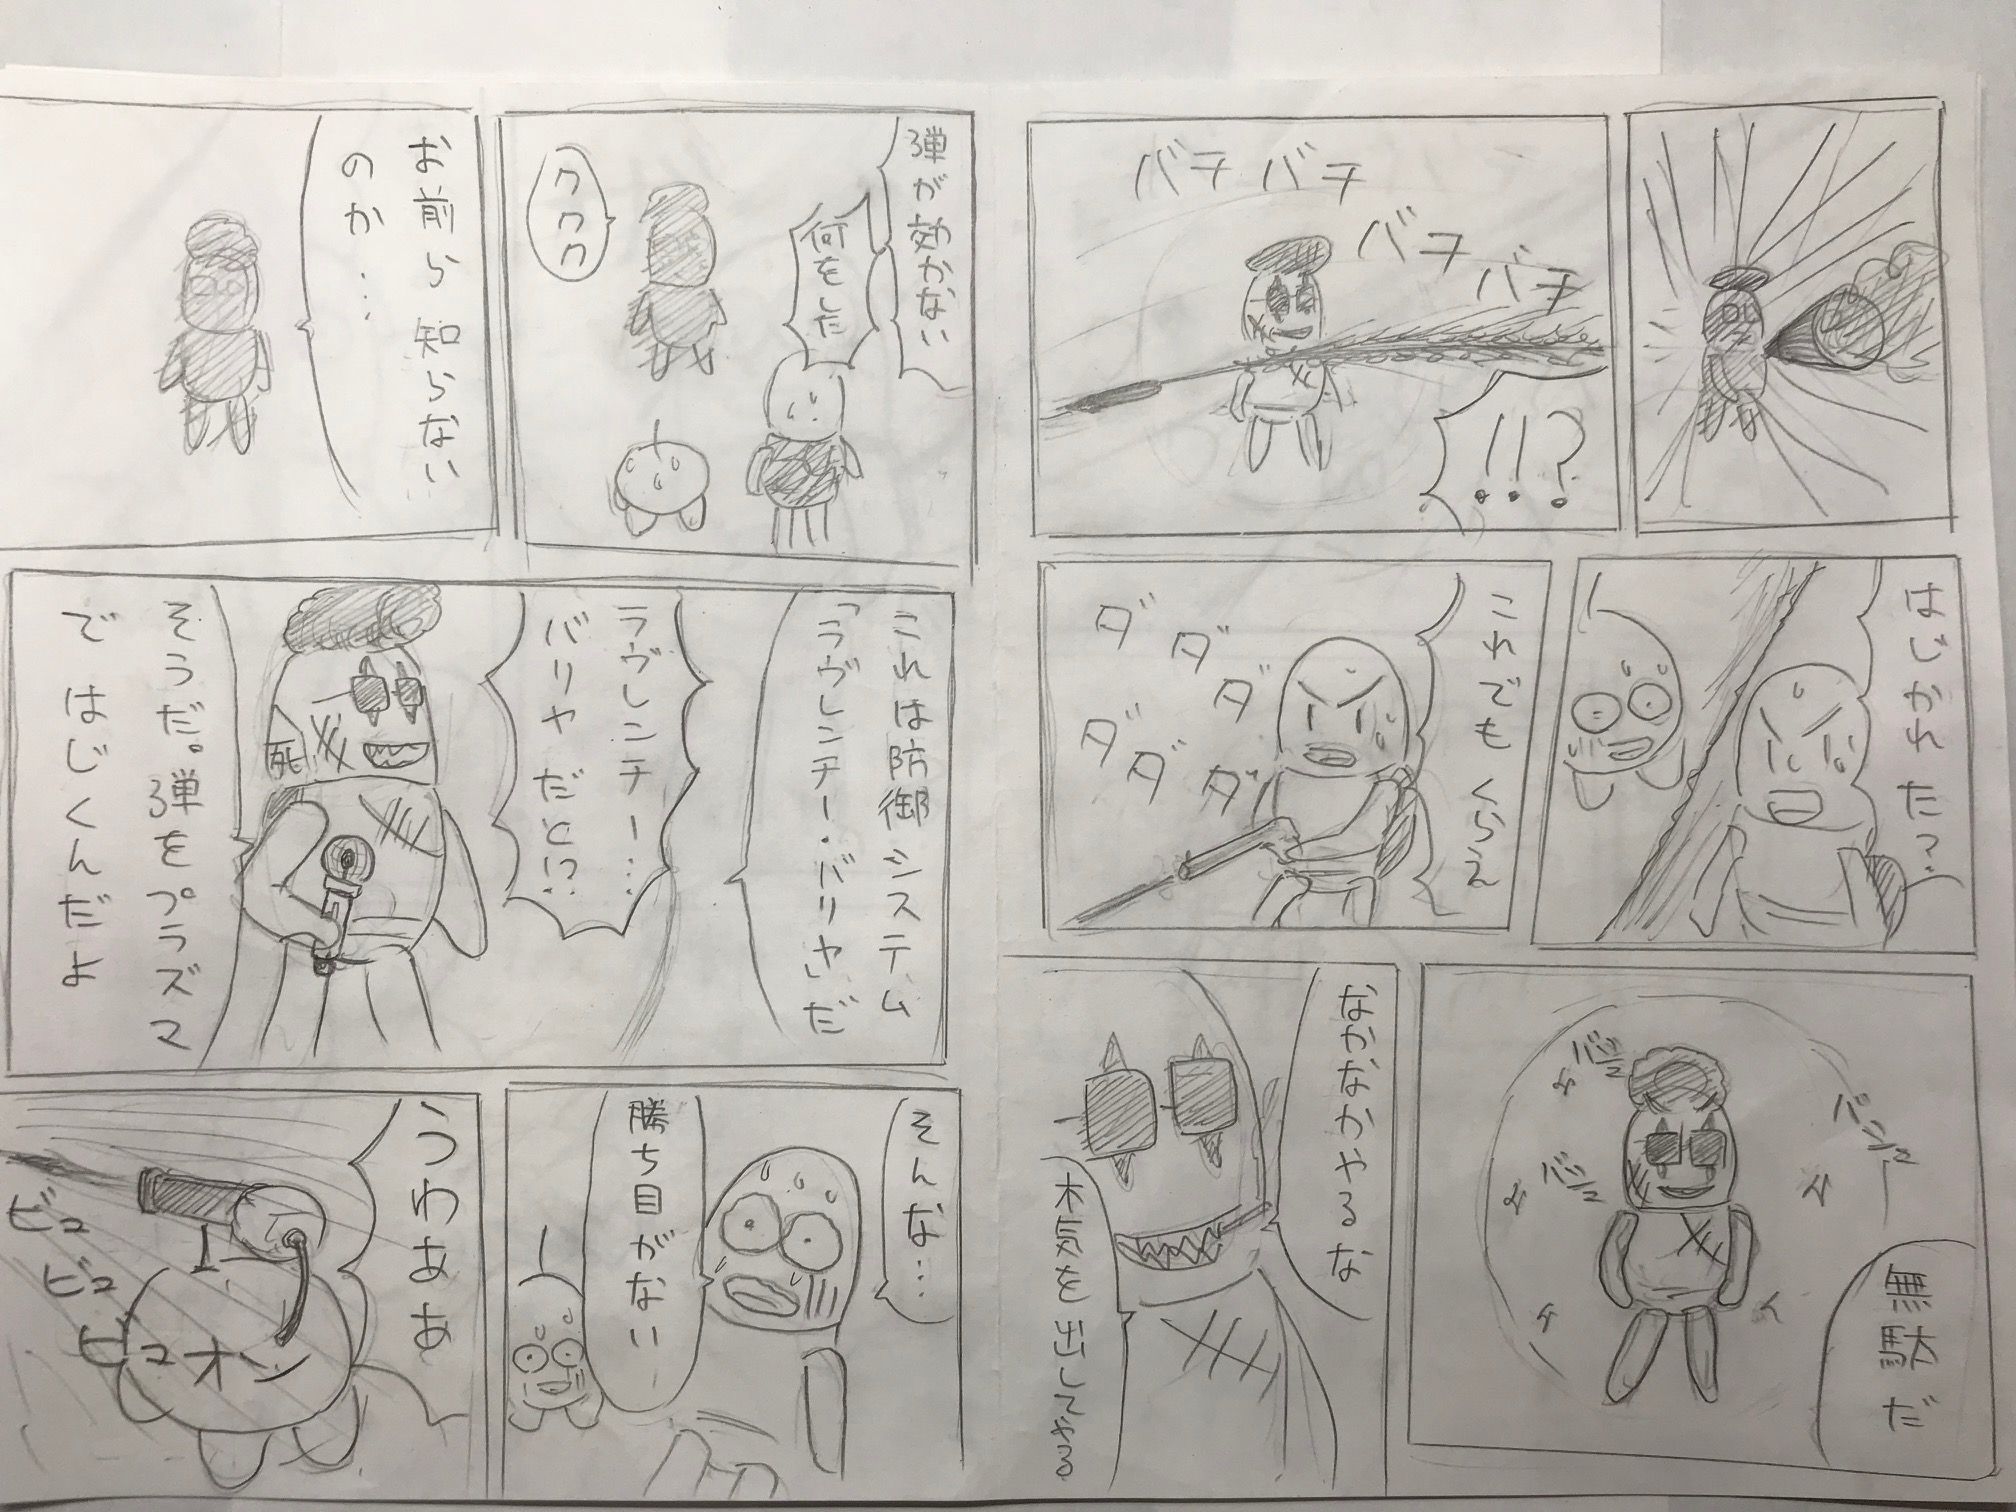 バチバチ
バチ
バチ
!!?
はじかれた?
これでもくらえ
ダダダ
ダダダ
無駄だ
バシュ
バシュ
バシュ
なかなかやるな
本気を出してやる
弾が効かない
何をした
ククク
お前ら知らない
のか…
これは防御システム
「ラヴレンチー・バリヤ」だ
ラヴレンチー…
バリヤだと!?
死
そうだ。弾をプラズマ
ではじくんだよ
そんな…
勝ち目がない
うわぁぁ
ビュ
ビュ
ビュオン